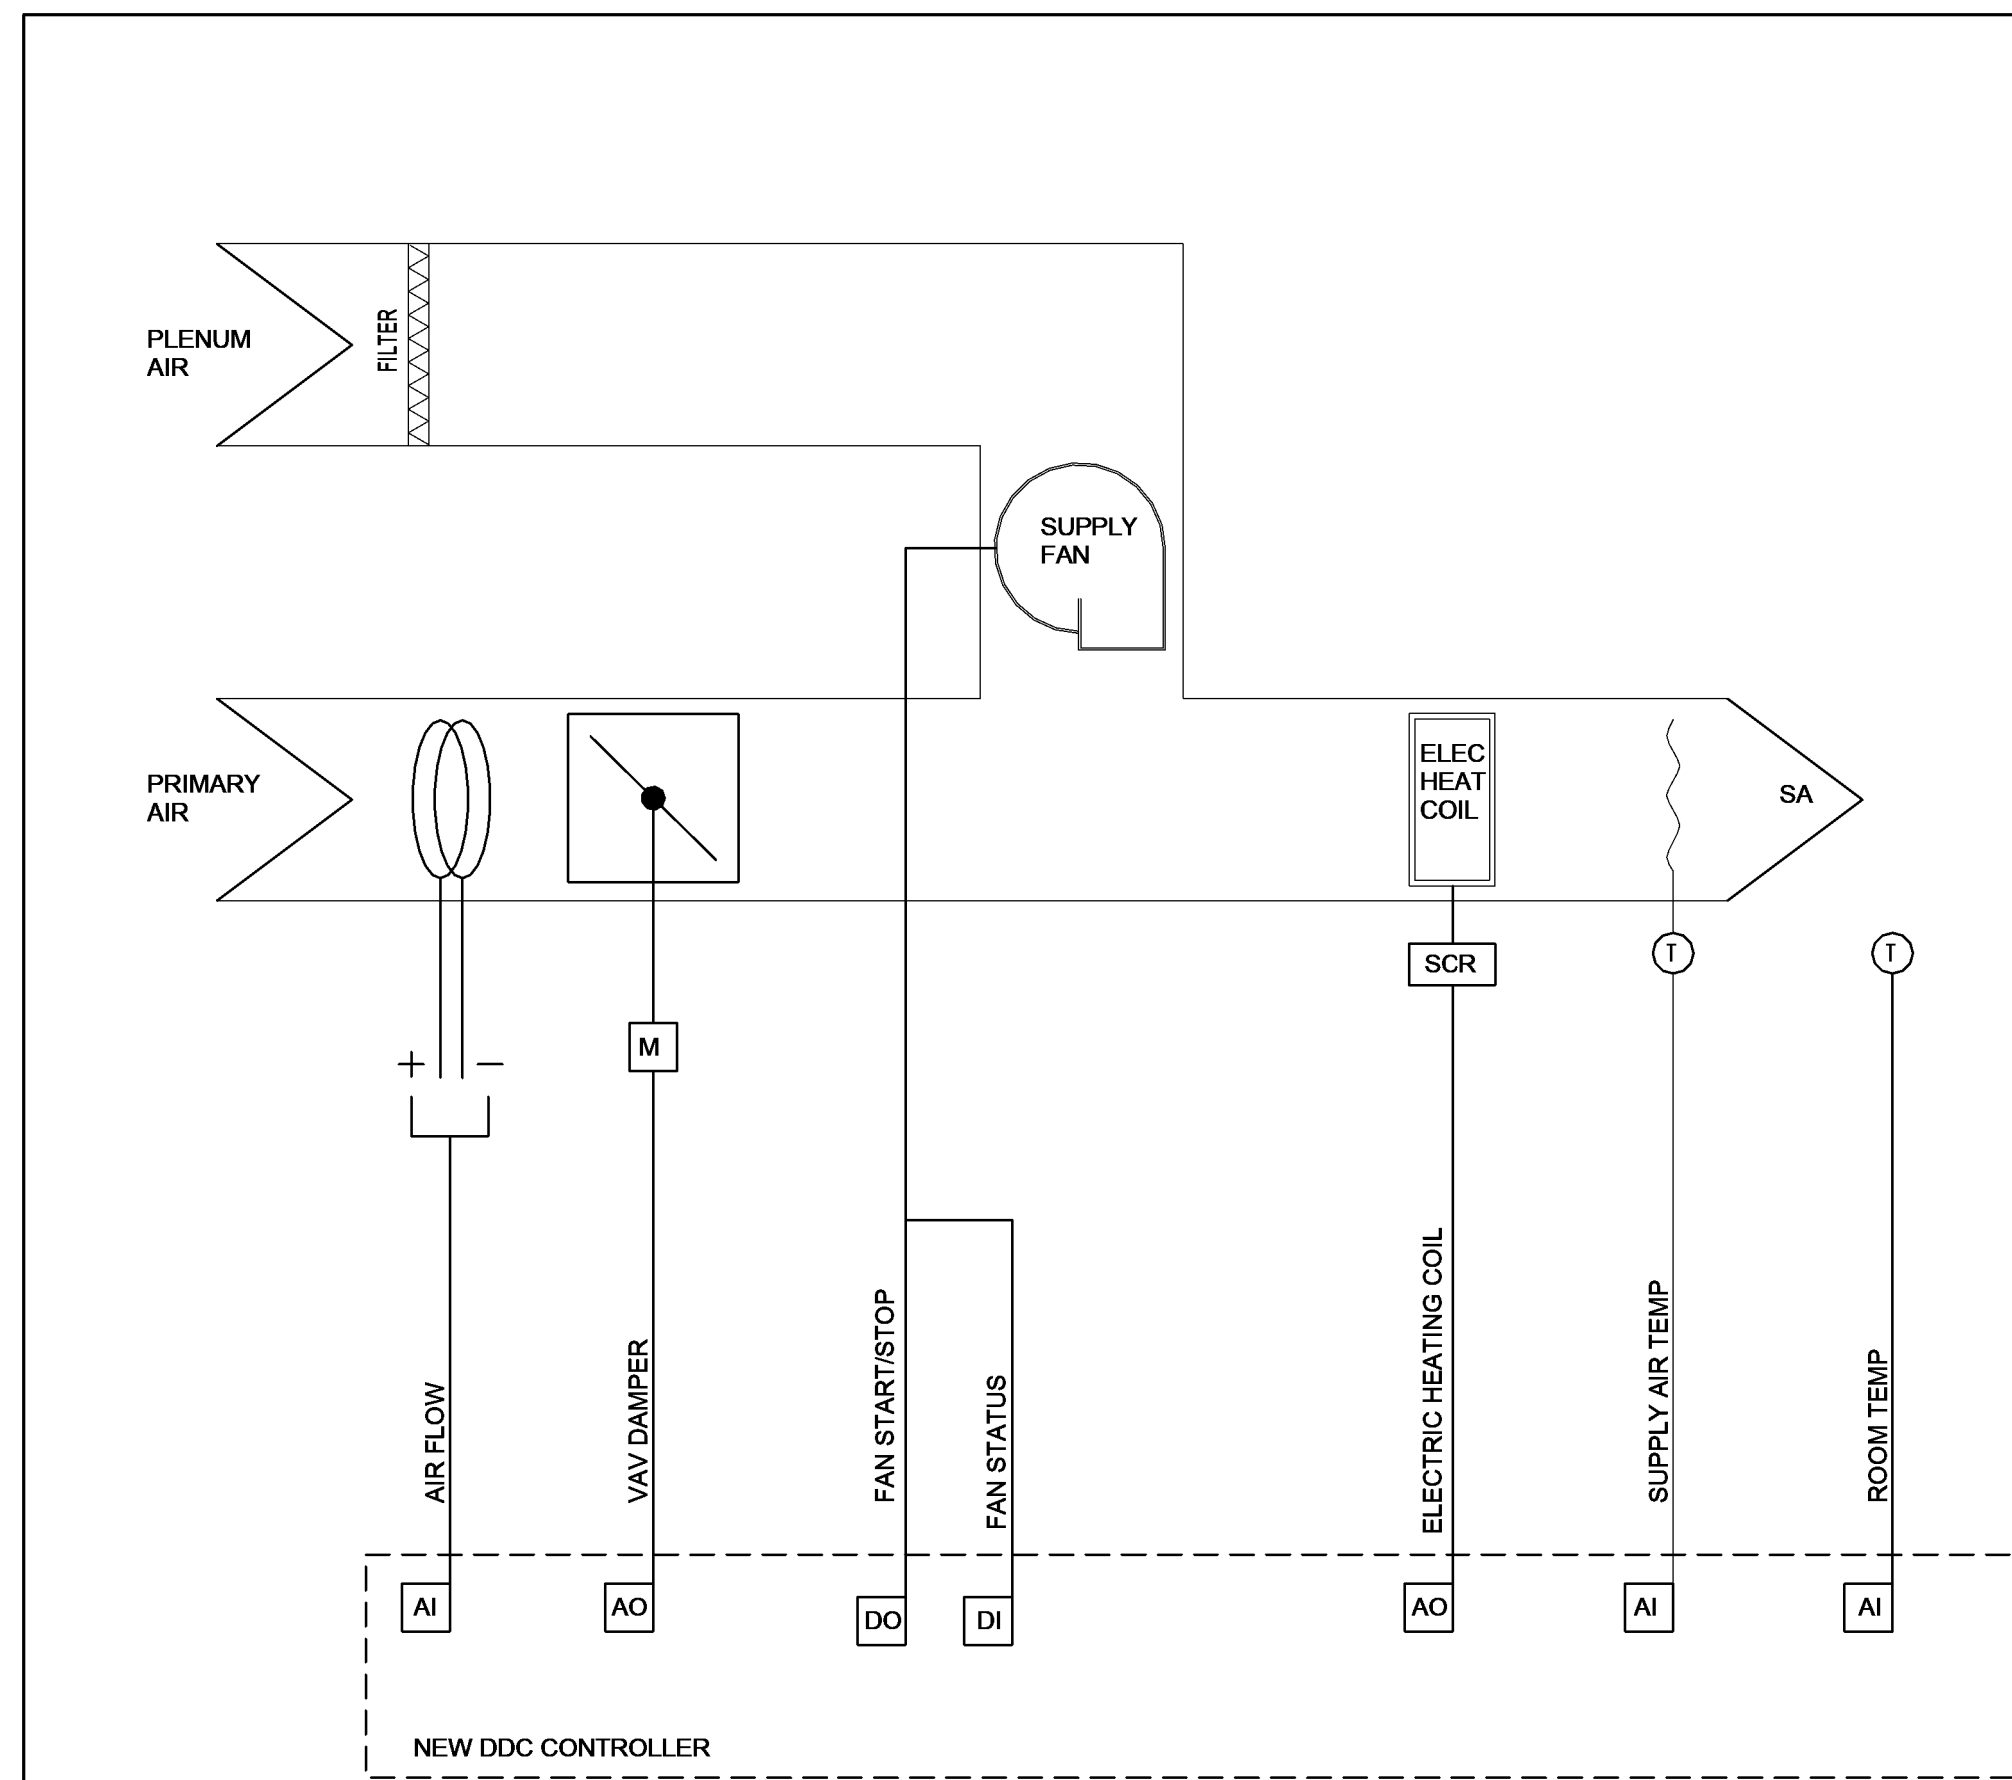 PLENUM
AIR
FILTER
SUPPLY
FAN
PRIMARY
AIR
ELEC
HEAT
COIL
SA
SCR
T
T
M
+
−
AIR FLOW
VAV DAMPER
FAN START/STOP
FAN STATUS
ELECTRIC HEATING COIL
SUPPLY AIR TEMP
ROOM TEMP
AI
AO
DO
DI
AO
AI
AI
NEW DDC CONTROLLER